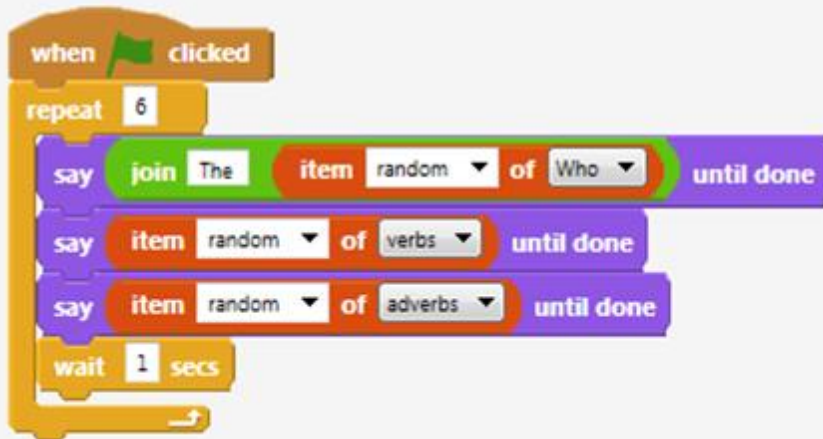 when clicked
repeat 6
say join The item random of Who until done
say item random of verbs until done
say item random of adverbs until done
wait 1 secs